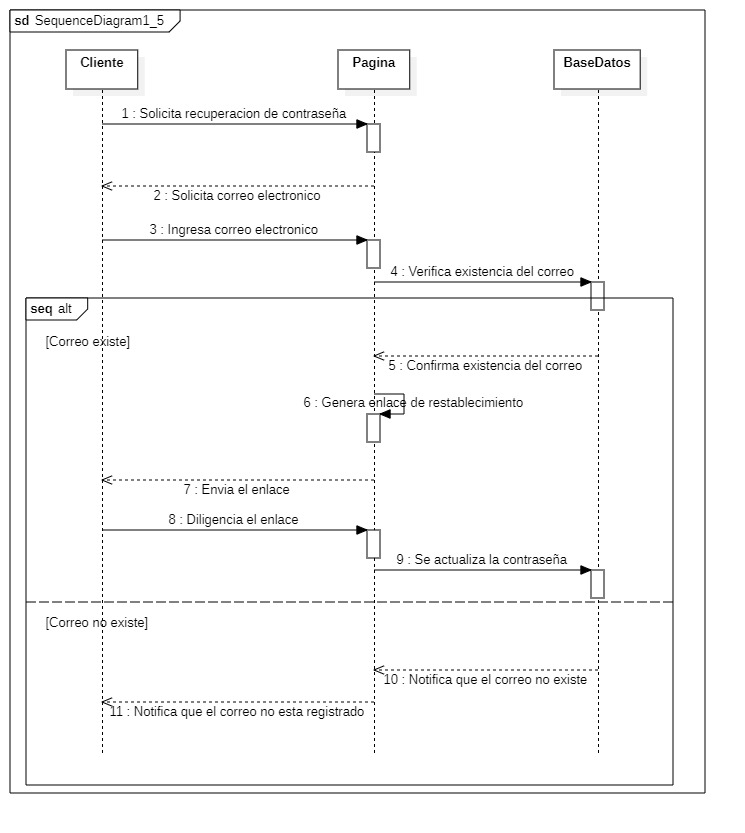 sd SequenceDiagram1_5
Cliente
Pagina
BaseDatos
1 : Solicita recuperacion de contraseña
2 : Solicita correo electronico
3 : Ingresa correo electronico
4 : Verifica existencia del correo
seq alt
[Correo existe]
5 : Confirma existencia del correo
6 : Genera enlace de restablecimiento
7 : Envia el enlace
8 : Diligencia el enlace
9 : Se actualiza la contraseña
[Correo no existe]
10 : Notifica que el correo no existe
11 : Notifica que el correo no esta registrado